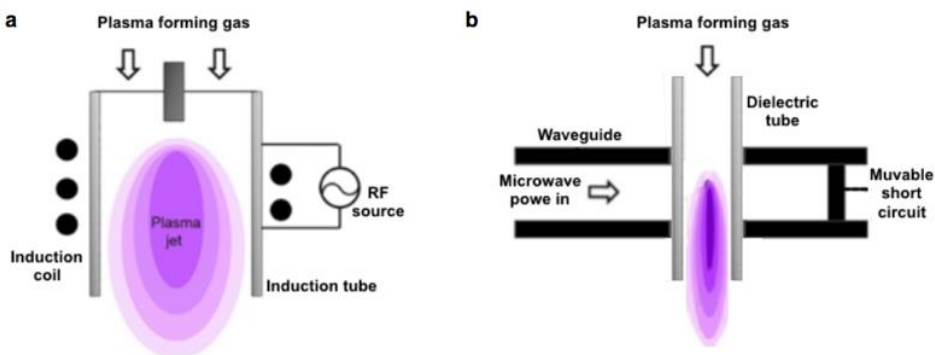 a
Plasma forming gas
Plasma
jet
RF
source
Induction
coil
Induction tube
b
Plasma forming gas
Dielectric
tube
Waveguide
Microwave
powe in
Muvable
short
circuit